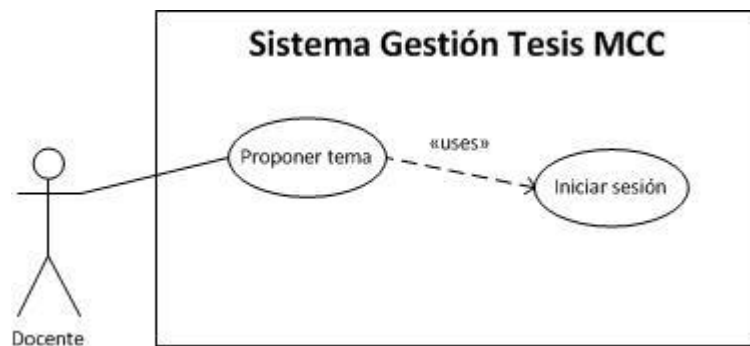 Sistema Gestión Tesis MCC
Proponer tema
«uses»
Iniciar sesión
Docente